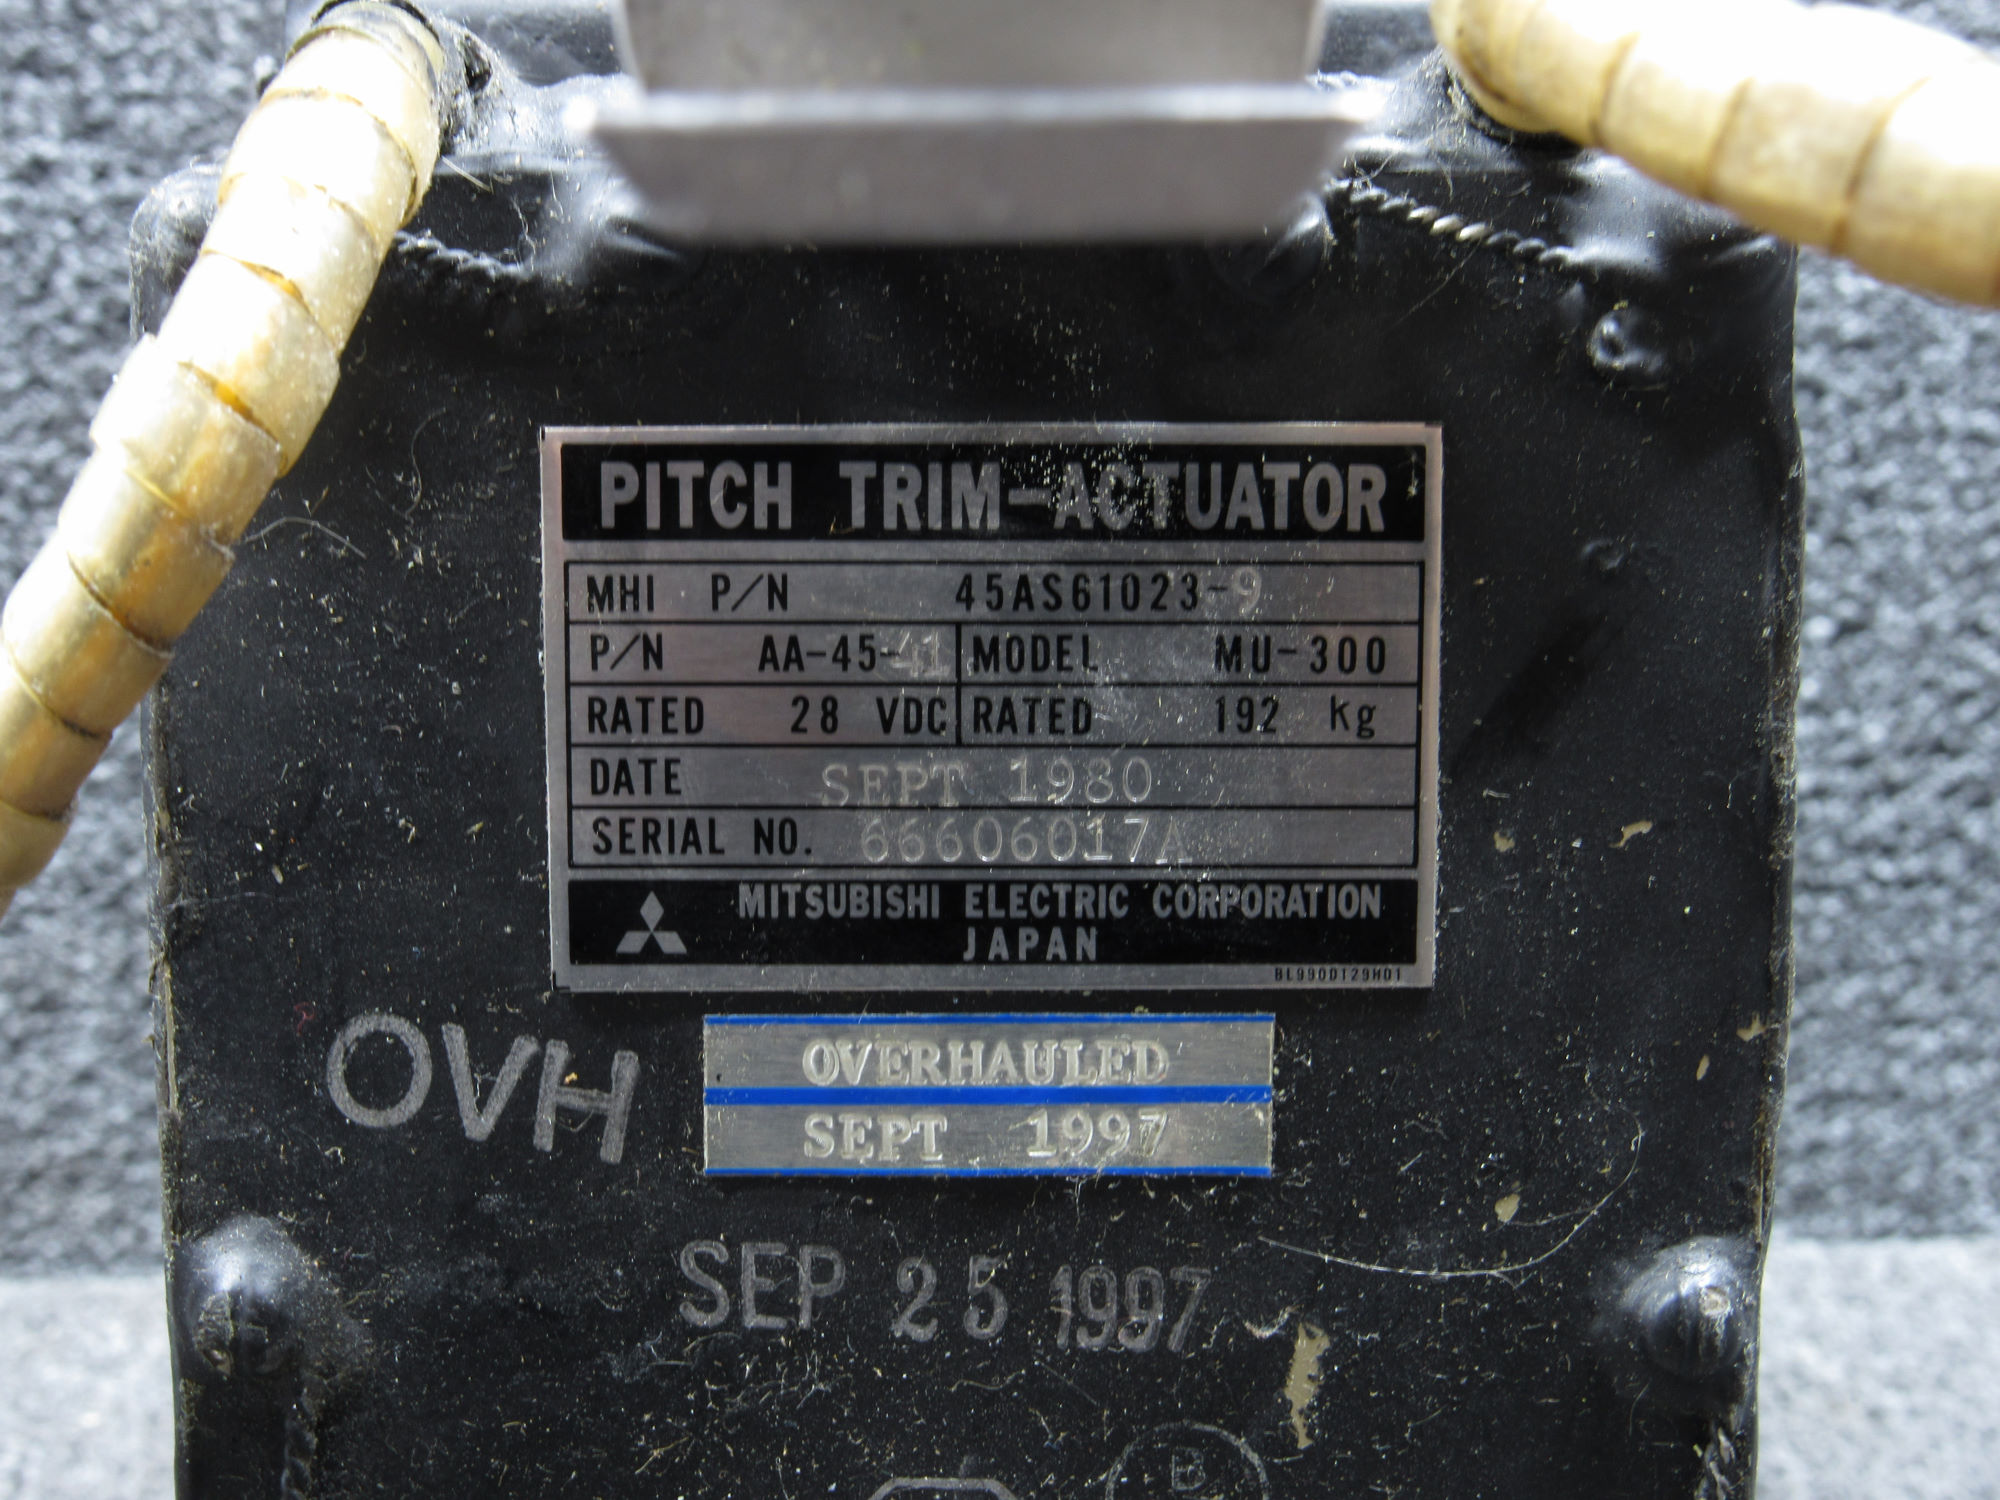 PITCH TRIM-ACTUATOR
MHI P/N 45AS61023-9
P/N AA-45-41 MODEL MU-300
RATED 28 VDC RATED 192 kg
DATE SEPT 1980
SERIAL NO. 66606017A
MITSUBISHI ELECTRIC CORPORATION
JAPAN
BL990D129H01
OVH
OVERHAULED
SEPT 1997
SEP 25 1997
B